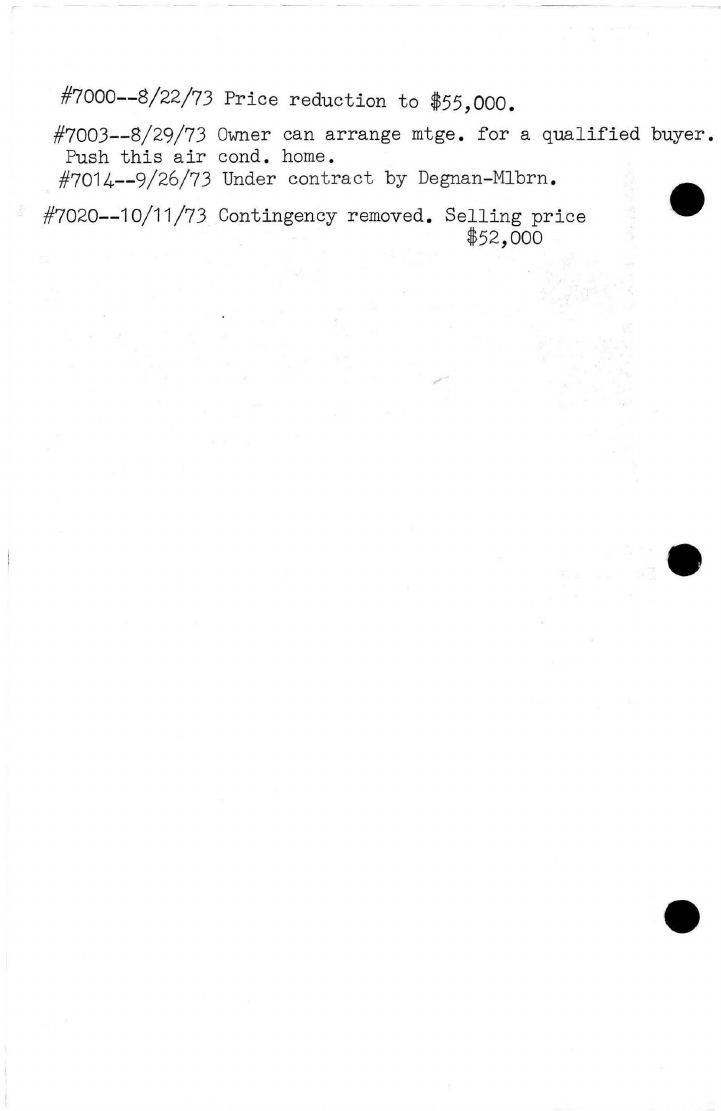 #7000--8/22/73 Price reduction to $55,000.
#7003--8/29/73 Owner can arrange mtge. for a qualified buyer.
Push this air cond. home.
#7014--9/26/73 Under contract by Degnan-Mlbrn.
#7020--10/11/73 Contingency removed. Selling price
$52,000